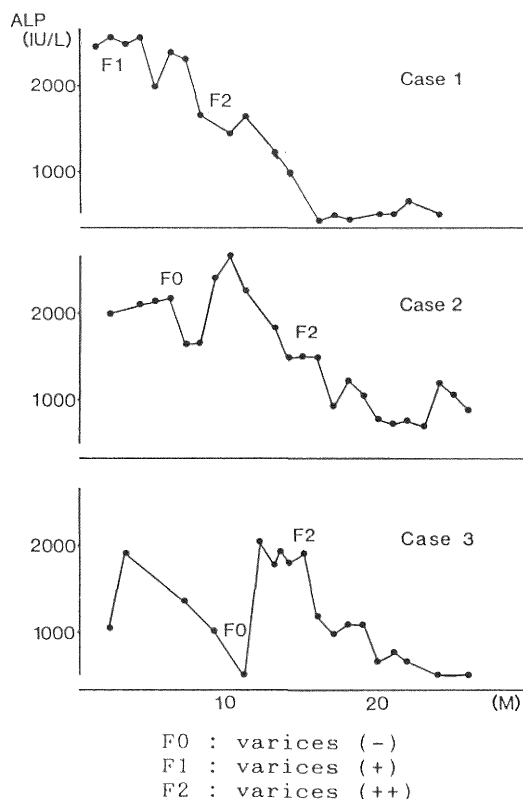 ALP
(IU/L)
F1
2000
F2
Case 1
1000
F0
2000
F2
Case 2
1000
2000
F2
Case 3
F0
1000
10
20
(M)
F0 : varices (-)
F1 : varices (+)
F2 : varices (++)